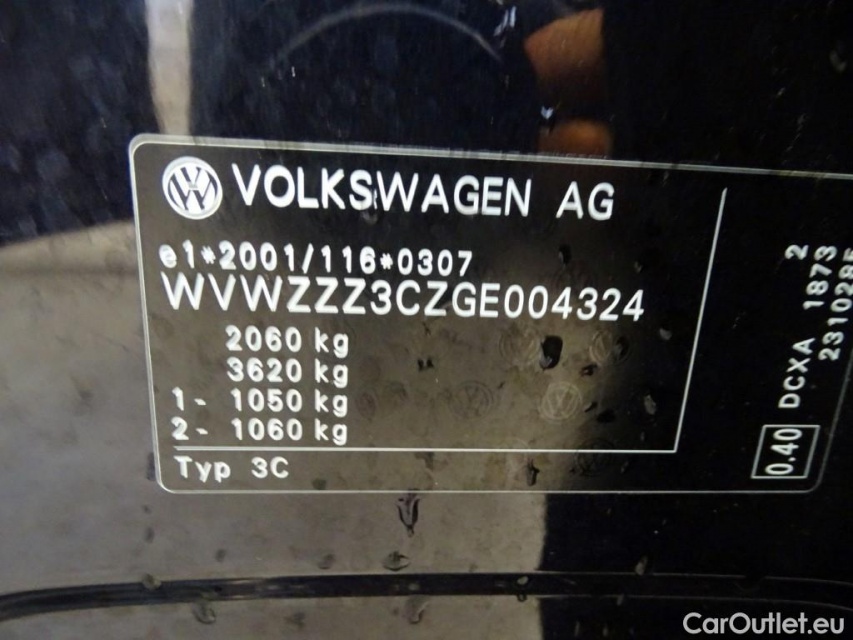 VOLKSWAGEN AG
e1*2001/116*0307
WVWZZZ3CZGE004324
2060 kg
3620 kg
1- 1050 kg
2- 1060 kg
Typ 3C
2
DCXA 1873
0.40
CarOutlet.eu